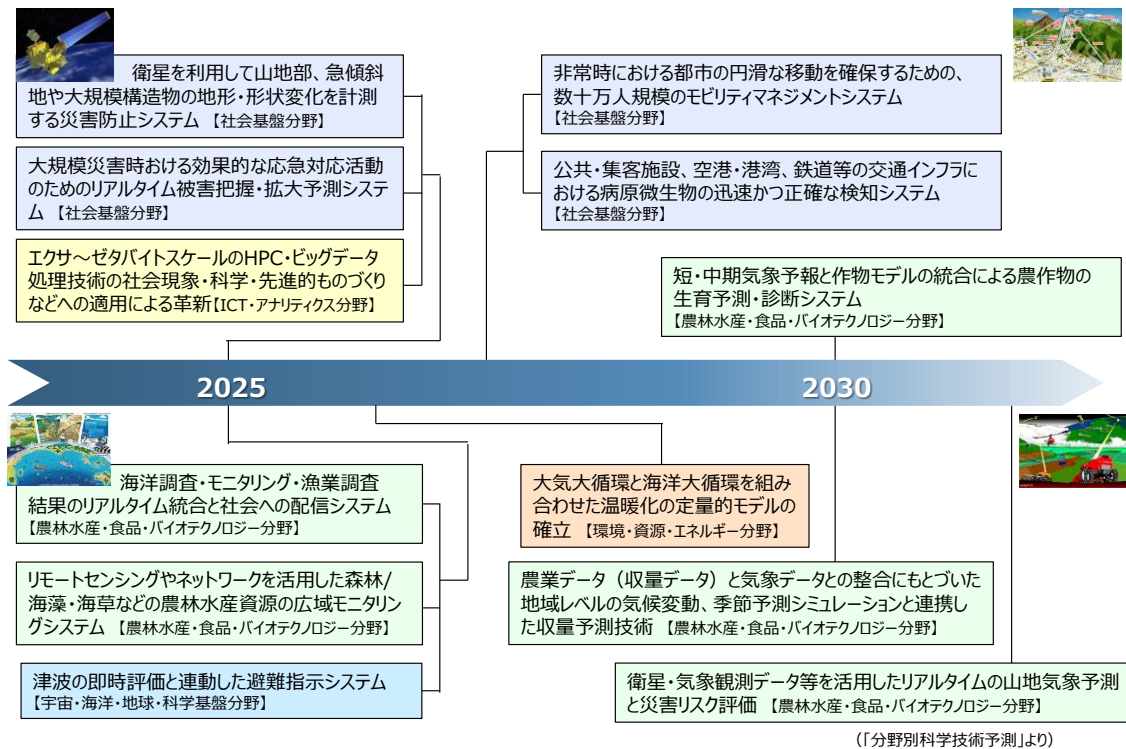 衛星を利用して山地部、急傾斜
地や大規模構造物の地形・形状変化を計測
する災害防止システム 【社会基盤分野】
大規模災害時おける効果的な応急対応活動
のためのリアルタイム被害把握・拡大予測システ
ム 【社会基盤分野】
エクサ～ゼタバイトスケールのHPC・ビッグデータ
処理技術の社会現象・科学・先進的ものづくり
などへの適用による革新【ICT・アナリティクス分野】
非常時における都市の円滑な移動を確保するための、
数十万人規模のモビリティマネジメントシステム
【社会基盤分野】
公共・集客施設、空港・港湾、鉄道等の交通インフラに
おける病原微生物の迅速かつ正確な検知システム
【社会基盤分野】
短・中期気象予報と作物モデルの統合による農作物の
生育予測・診断システム
【農林水産・食品・バイオテクノロジー分野】
2025
2030
海洋調査・モニタリング・漁業調査
結果のリアルタイム統合と社会への配信システム
【農林水産・食品・バイオテクノロジー分野】
リモートセンシングやネットワークを活用した森林/
海藻・海草などの農林水産資源の広域モニタリン
グシステム 【農林水産・食品・バイオテクノロジー分野】
津波の即時評価と連動した避難指示システム
【宇宙・海洋・地球・科学基盤分野】
大気大循環と海洋大循環を組み
合わせた温暖化の定量的モデルの
確立 【環境・資源・エネルギー分野】
農業データ（収量データ）と気象データとの整合にもとづいた
地域レベルの気候変動、季節予測シミュレーションと連携し
た収量予測技術 【農林水産・食品・バイオテクノロジー分野】
衛星・気象観測データ等を活用したリアルタイムの山地気象予測
と災害リスク評価 【農林水産・食品・バイオテクノロジー分野】
(「分野別科学技術予測」より)